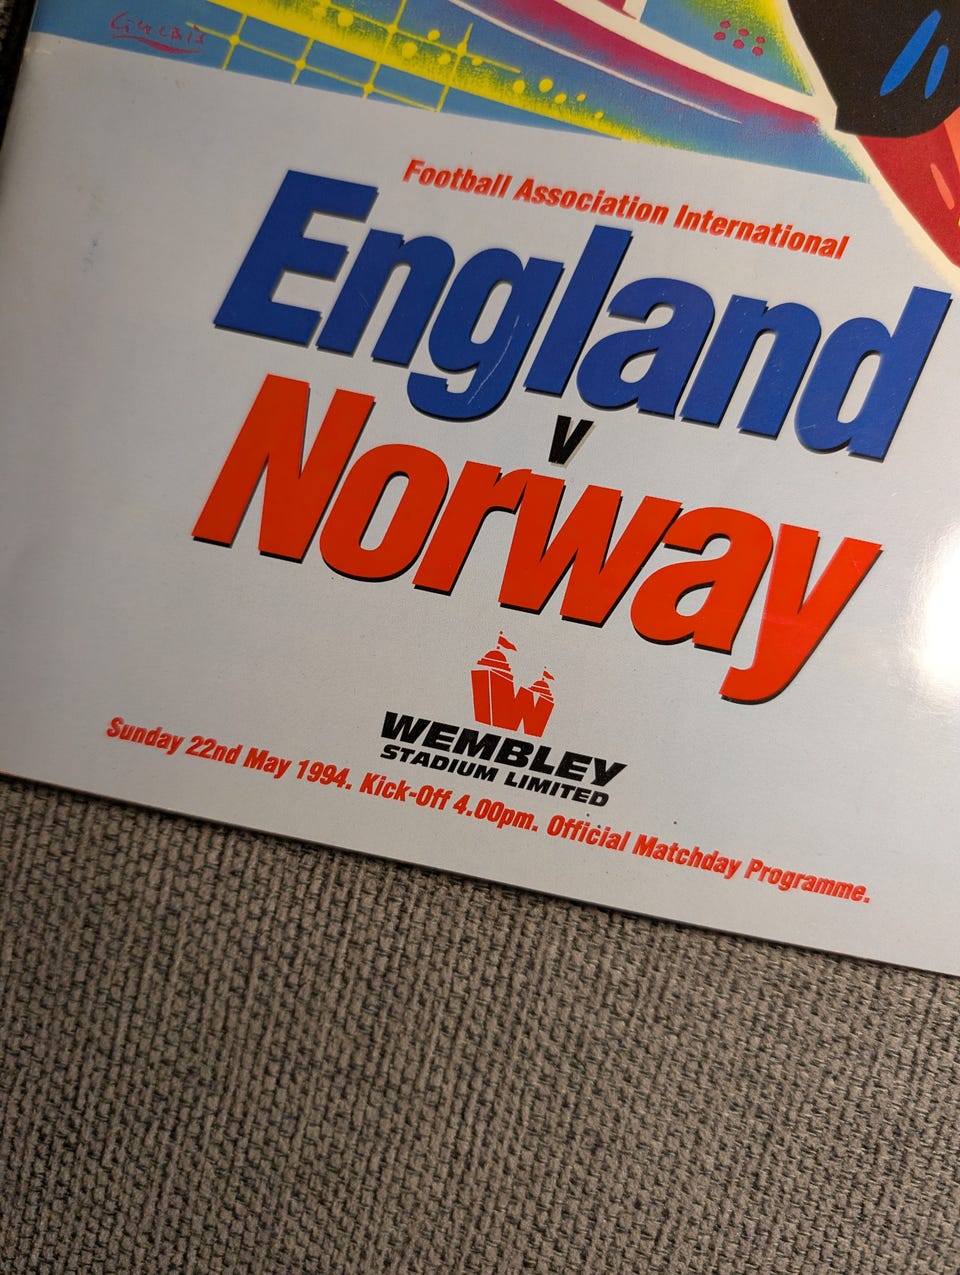 Football Association International
England
v
Norway
WEMBLEY
STADIUM LIMITED
Sunday 22nd May 1994. Kick-Off 4.00pm. Official Matchday Programme.